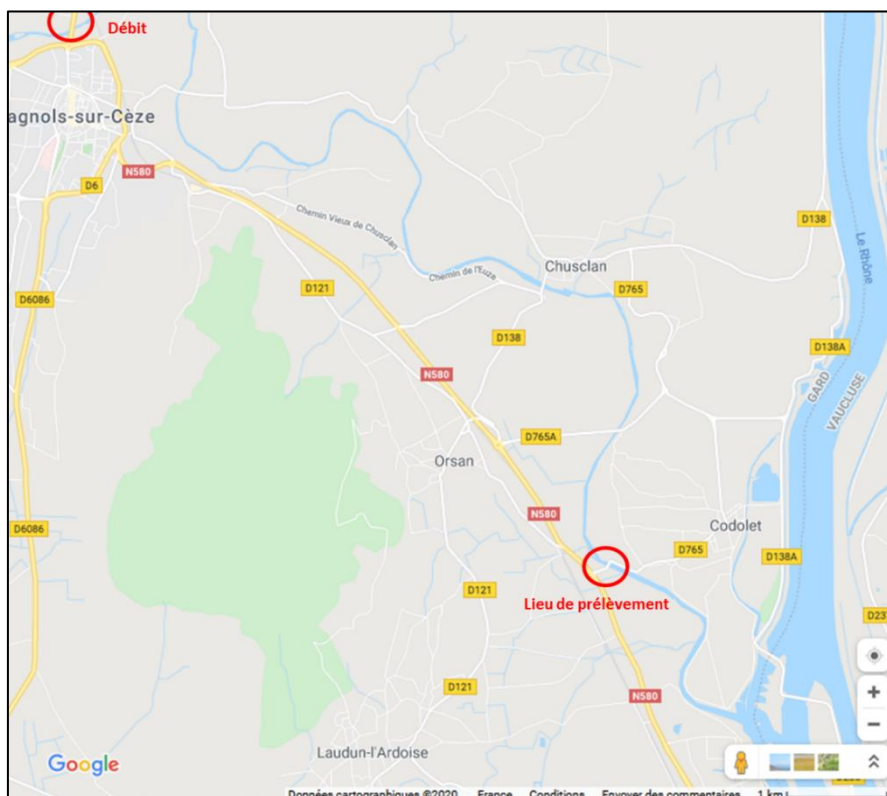 Débit
agnols-sur-Cèze
N580
D6
Chemin Vieux de Chusclan
D138
Le Rhône
Chusclan
Chemin de l'Euze
D121
D765
D6086
D138
D138A
GARD
VAUCLUSE
N580
D765A
Orsan
N580
Codolet
D6086
D765
D138A
D121
Lieu de prélèvement
D23
D121
N580
Laudun-l'Ardoise
Google
Données cartographiques ©2020 France Conditions Envoyer des commentaires 1 km